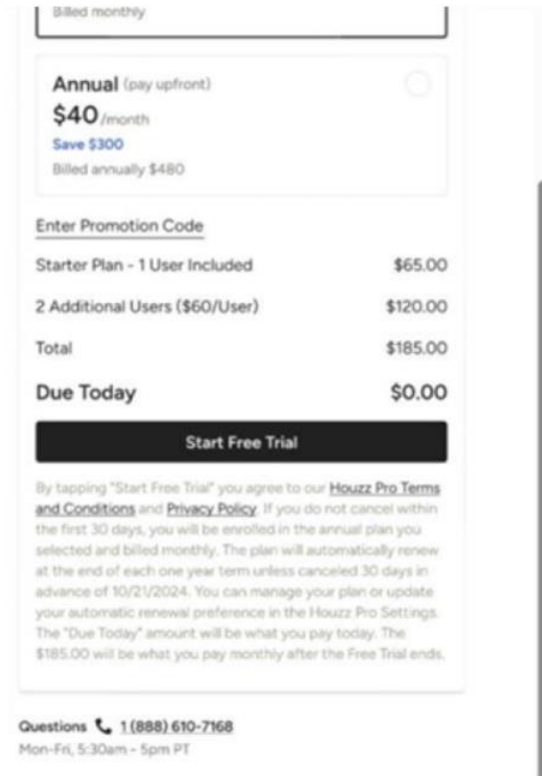 Billed monthly
Annual (pay upfront)
$40/month
Save $300
Billed annually $480
Enter Promotion Code
Starter Plan - 1 User Included $65.00
2 Additional Users ($60/User) $120.00
Total $185.00
Due Today $0.00
Start Free Trial
By tapping "Start Free Trial" you agree to our Houzz Pro Terms
and Conditions and Privacy Policy. If you do not cancel within
the first 30 days, you will be enrolled in the annual plan you
selected and billed monthly. The plan will automatically renew
at the end of each one year term unless canceled 30 days in
advance of 10/21/2024. You can manage your plan or update
your automatic renewal preference in the Houzz Pro Settings.
The "Due Today" amount will be what you pay today. The
$185.00 will be what you pay monthly after the Free Trial ends.
Questions 1 (888) 610-7168
Mon-Fri, 5:30am - 5pm PT